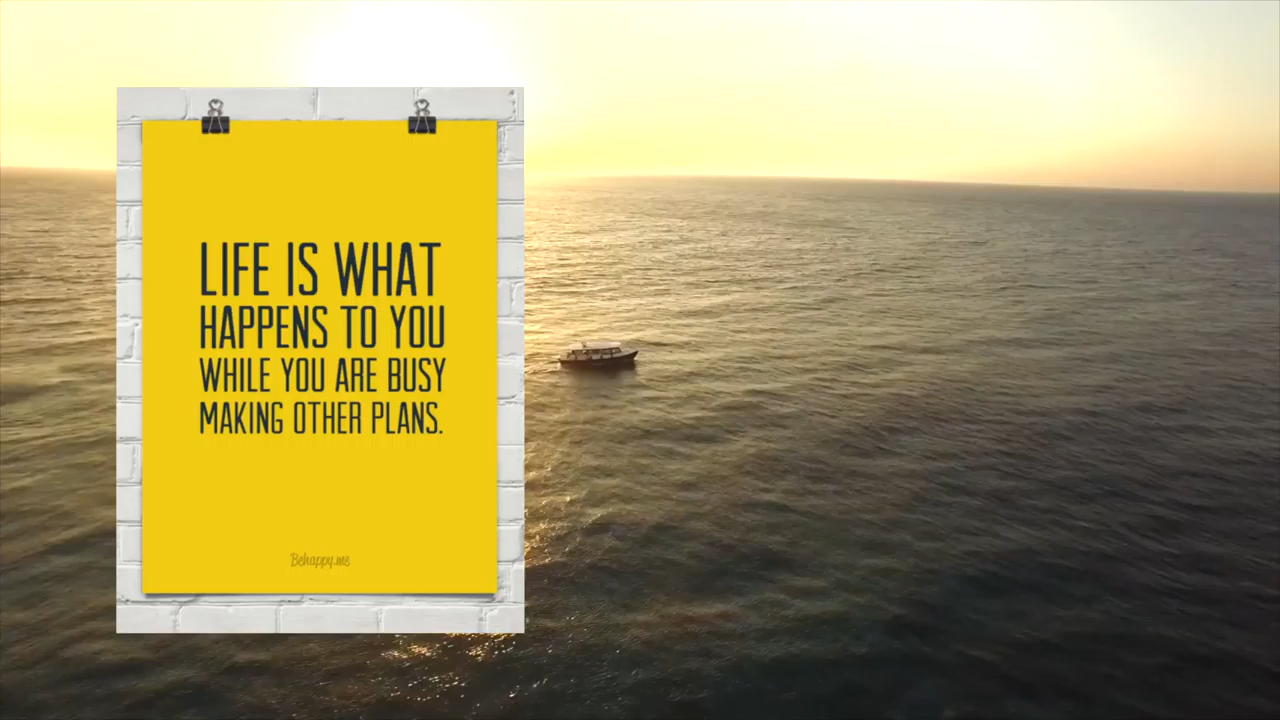 LIFE IS WHAT
HAPPENS TO YOU
WHILE YOU ARE BUSY
MAKING OTHER PLANS.
Behappy.me